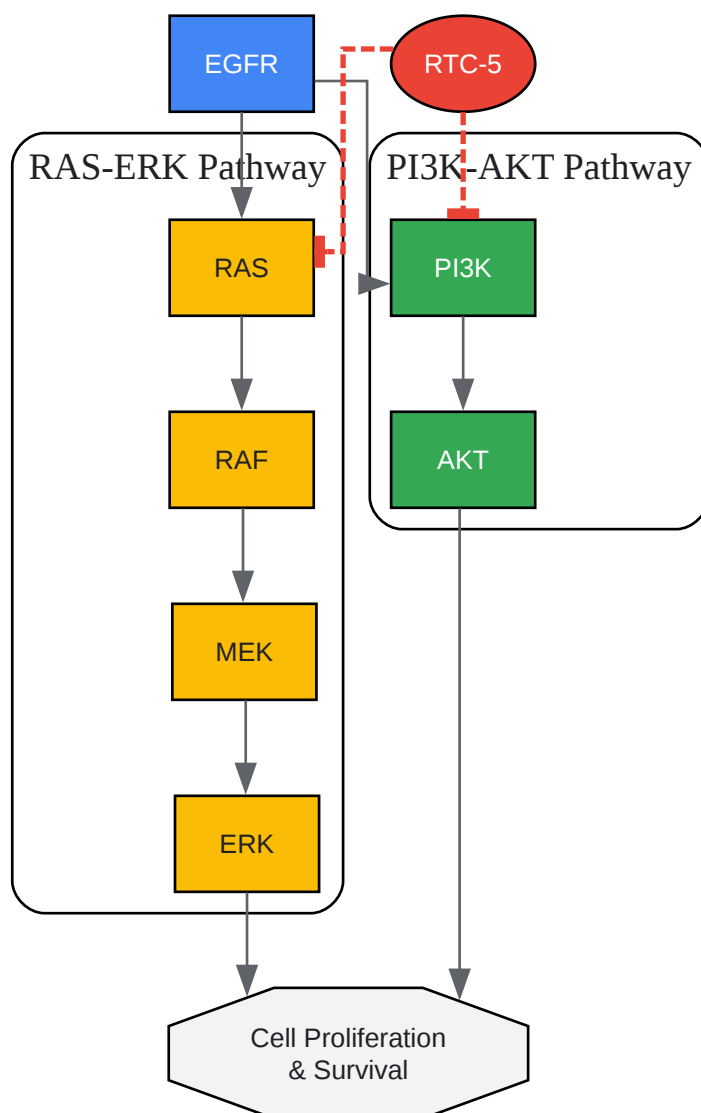 EGFR
RTC-5
RAS-ERK Pathway
PI3K-AKT Pathway
RAS
PI3K
RAF
AKT
MEK
ERK
Cell Proliferation
& Survival